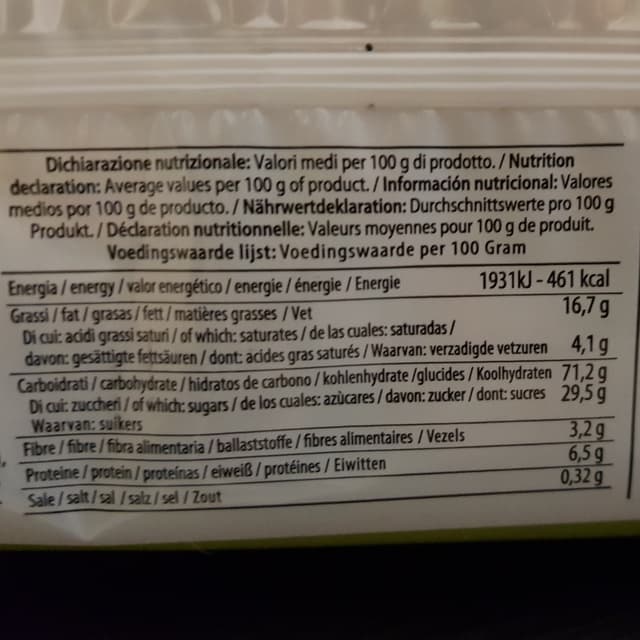 Dichiarazione nutrizionale: Valori medi per 100 g di prodotto. / Nutrition
declaration: Average values per 100 g of product. / Información nutricional: Valores
medios por 100 g de producto. / Nährwertdeklaration: Durchschnittswerte pro 100 g
Produkt. / Déclaration nutritionnelle: Valeurs moyennes pour 100 g de produit.
Voedingswaarde lijst: Voedingswaarde per 100 Gram
Energia / energy / valor energético / energie / énergie / Energie 1931kJ - 461 kcal
Grassi / fat / grasas / fett / matières grasses / Vet 16,7 g
Di cui: acidi grassi saturi / of which: saturates / de las cuales: saturadas /
davon: gesättigte fettsäuren / dont: acides gras saturés / Waarvan: verzadigde vetzuren 4,1 g
Carboidrati / carbohydrate / hidratos de carbono / kohlenhydrate / glucides / Koolhydraten 71,2 g
Di cui: zuccheri / of which: sugars / de los cuales: azùcares / davon: zucker / dont: sucres 29,5 g
Waarvan: suikers
Fibre / fibre / fibra alimentaria / ballaststoffe / fibres alimentaires / Vezels 3,2 g
Proteine / protein / proteínas / eiweiß / protéines / Eiwitten 6,5 g
Sale / salt / sal / salz / sel / Zout 0,32 g